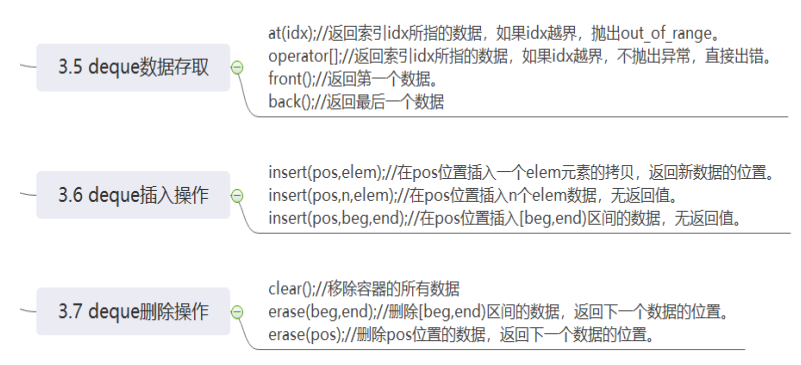 3.5 deque数据存取
at(idx);//返回索引idx所指的数据，如果idx越界，抛出out_of_range。
operator[];//返回索引idx所指的数据，如果idx越界，不抛出异常，直接出错。
front();//返回第一个数据。
back();//返回最后一个数据
3.6 deque插入操作
insert(pos,elem);//在pos位置插入一个elem元素的拷贝，返回新数据的位置。
insert(pos,n,elem);//在pos位置插入n个elem数据，无返回值。
insert(pos,beg,end);//在pos位置插入[beg,end)区间的数据，无返回值。
3.7 deque删除操作
clear();//移除容器的所有数据
erase(beg,end);//删除[beg,end)区间的数据，返回下一个数据的位置。
erase(pos);//删除pos位置的数据，返回下一个数据的位置。